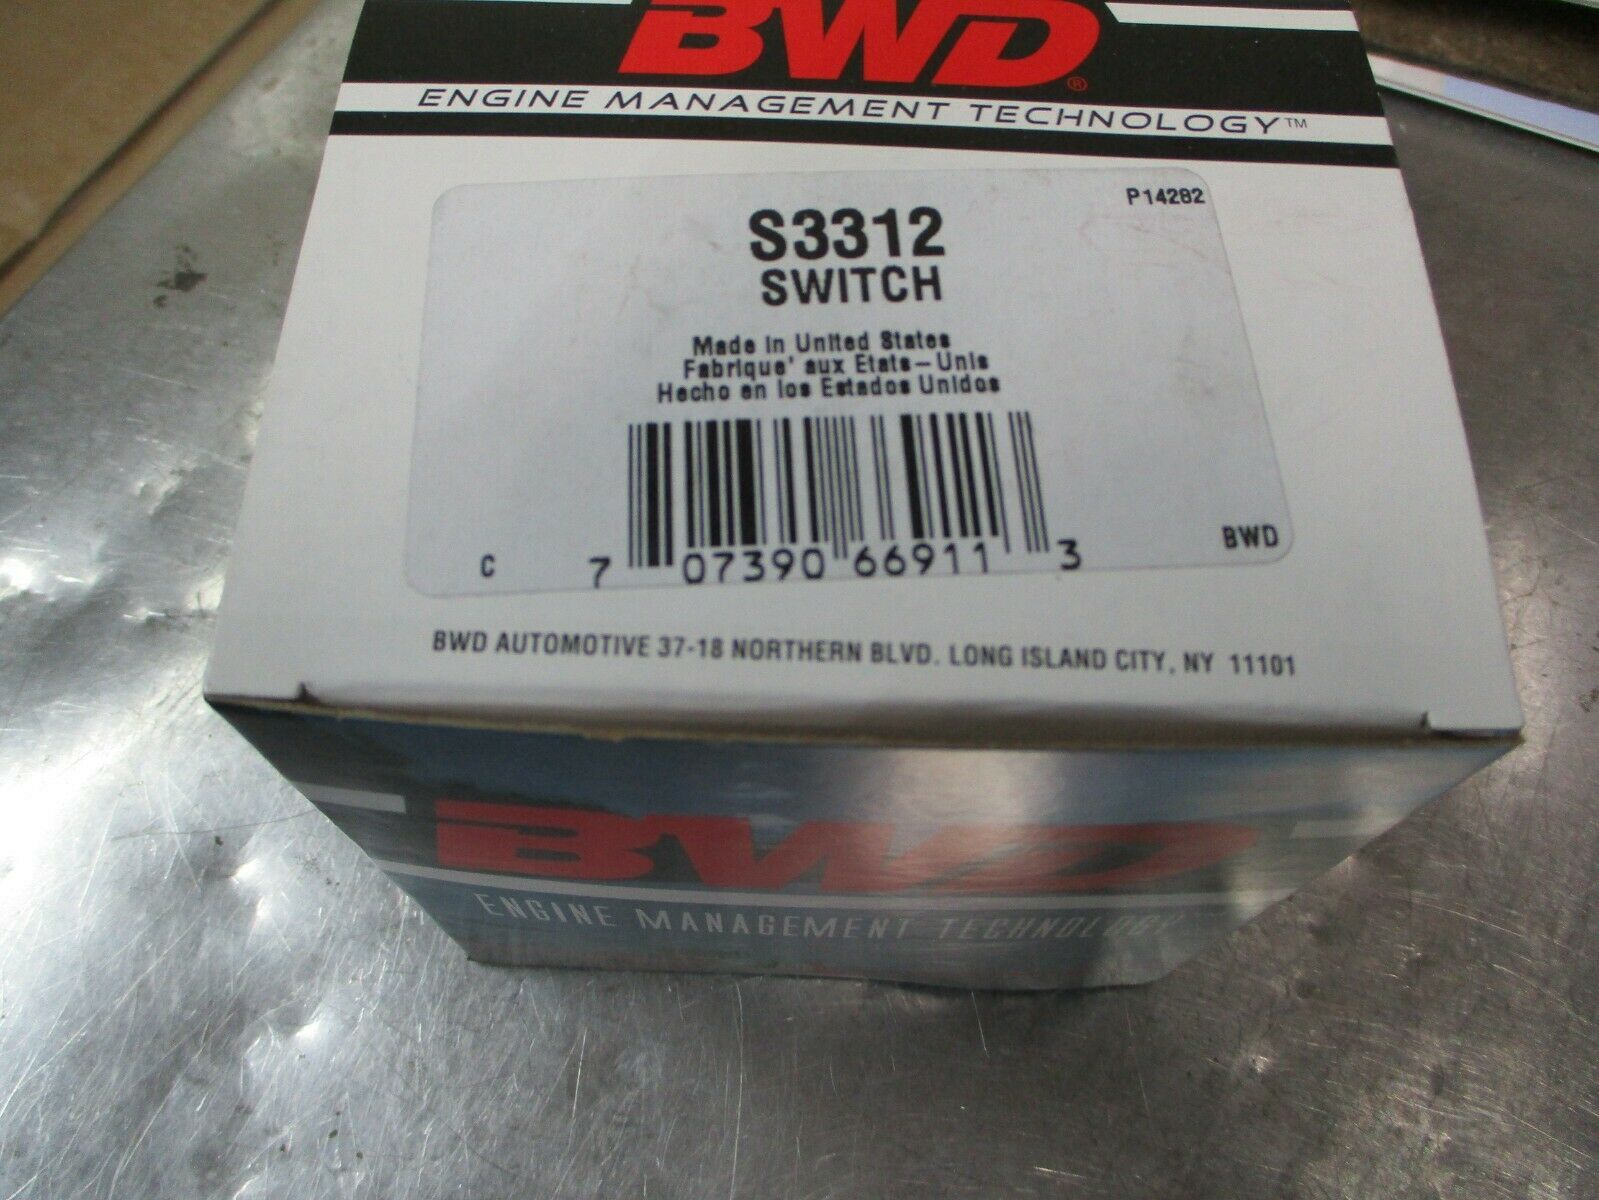 BWD®
ENGINE MANAGEMENT TECHNOLOGY™
P14282
S3312
SWITCH
Made in United States
Fabrique' aux Etats-Unis
Hecho en los Estados Unidos
C 7 07390 66911 3 BWD
BWD AUTOMOTIVE 37-18 NORTHERN BLVD. LONG ISLAND CITY, NY 11101
BWD
ENGINE MANAGEMENT TECHNOLOGY